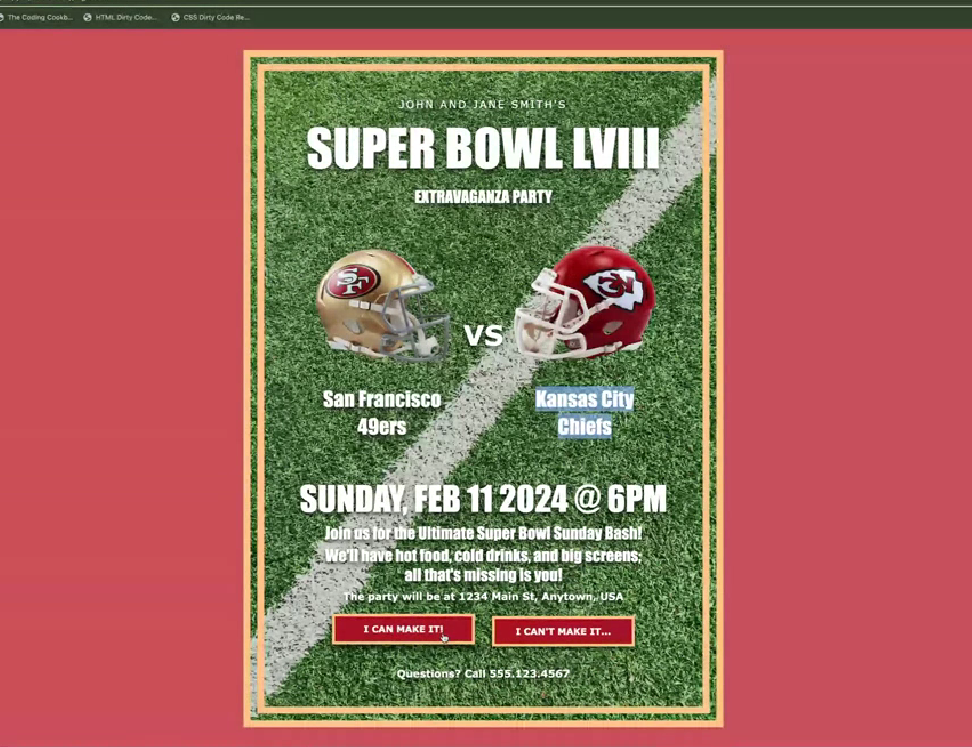 The Coding Cookb...
HTML Dirty Code...
CSS Dirty Code Re...
JOHN AND JANE SMITH'S
SUPER BOWL LVIII
EXTRAVAGANZA PARTY
SF
KC
VS
San Francisco
49ers
Kansas City
Chiefs
SUNDAY, FEB 11 2024 @ 6PM
Join us for the Ultimate Super Bowl Sunday Bash!
We'll have hot food, cold drinks, and big screens;
all that's missing is you!
The party will be at 1234 Main St, Anytown, USA
I CAN MAKE IT!
I CAN'T MAKE IT...
Questions? Call 555.123.4567